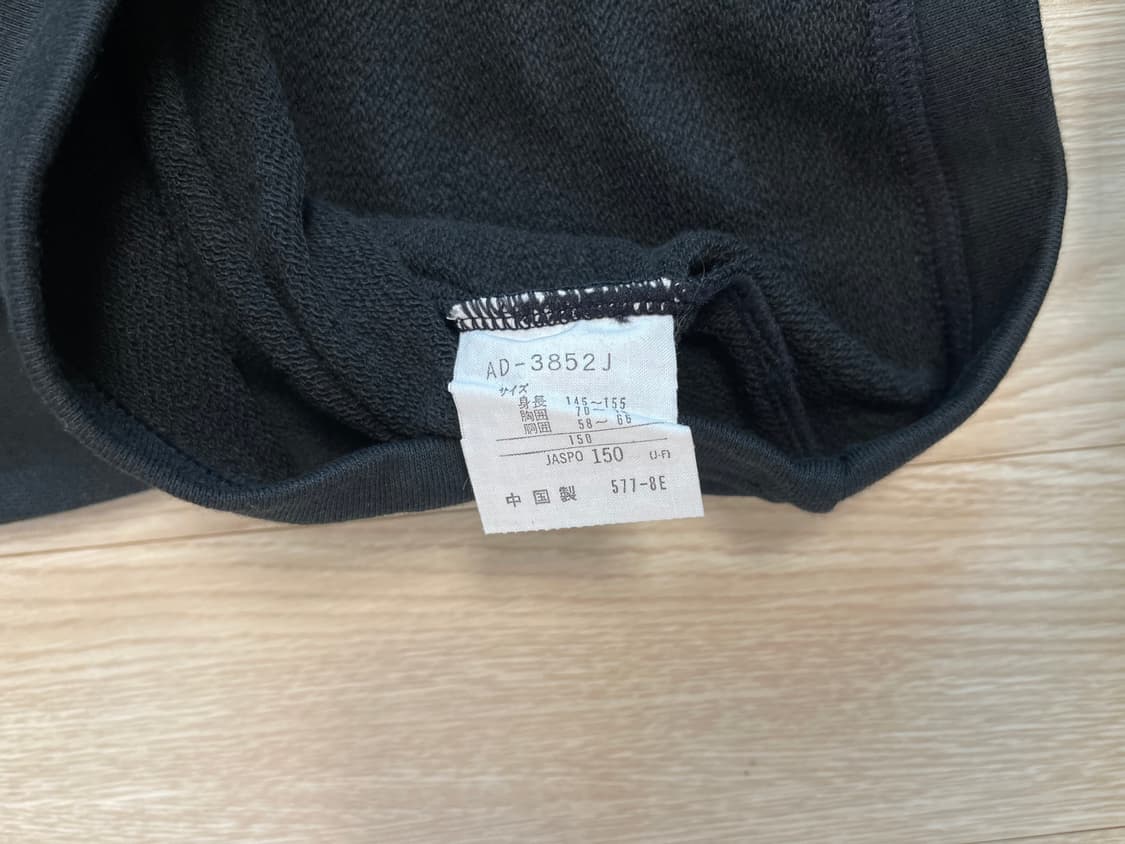 AD-3852J
サイズ
身長 145〜155
胸囲 70〜
胴囲 58〜66
150
JASPO 150 (J-F)
中国製 577-8E